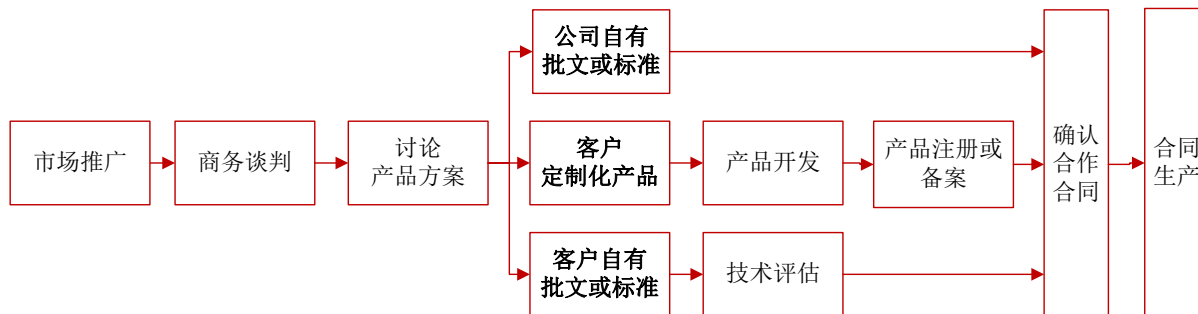 市场推广
商务谈判
讨论
产品方案
公司自有
批文或标准
客户
定制化产品
产品开发
产品注册或
备案
客户自有
批文或标准
技术评估
确认
合作
合同
合同
生产